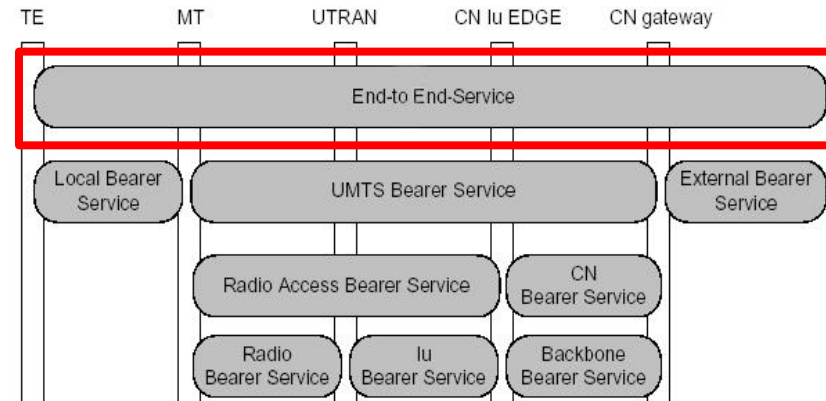 TE MT UTRAN CN Iu EDGE CN gateway
End-to End-Service
Local Bearer
Service
UMTS Bearer Service
External Bearer
Service
Radio Access Bearer Service
CN
Bearer Service
Radio
Bearer Service
Iu
Bearer Service
Backbone
Bearer Service